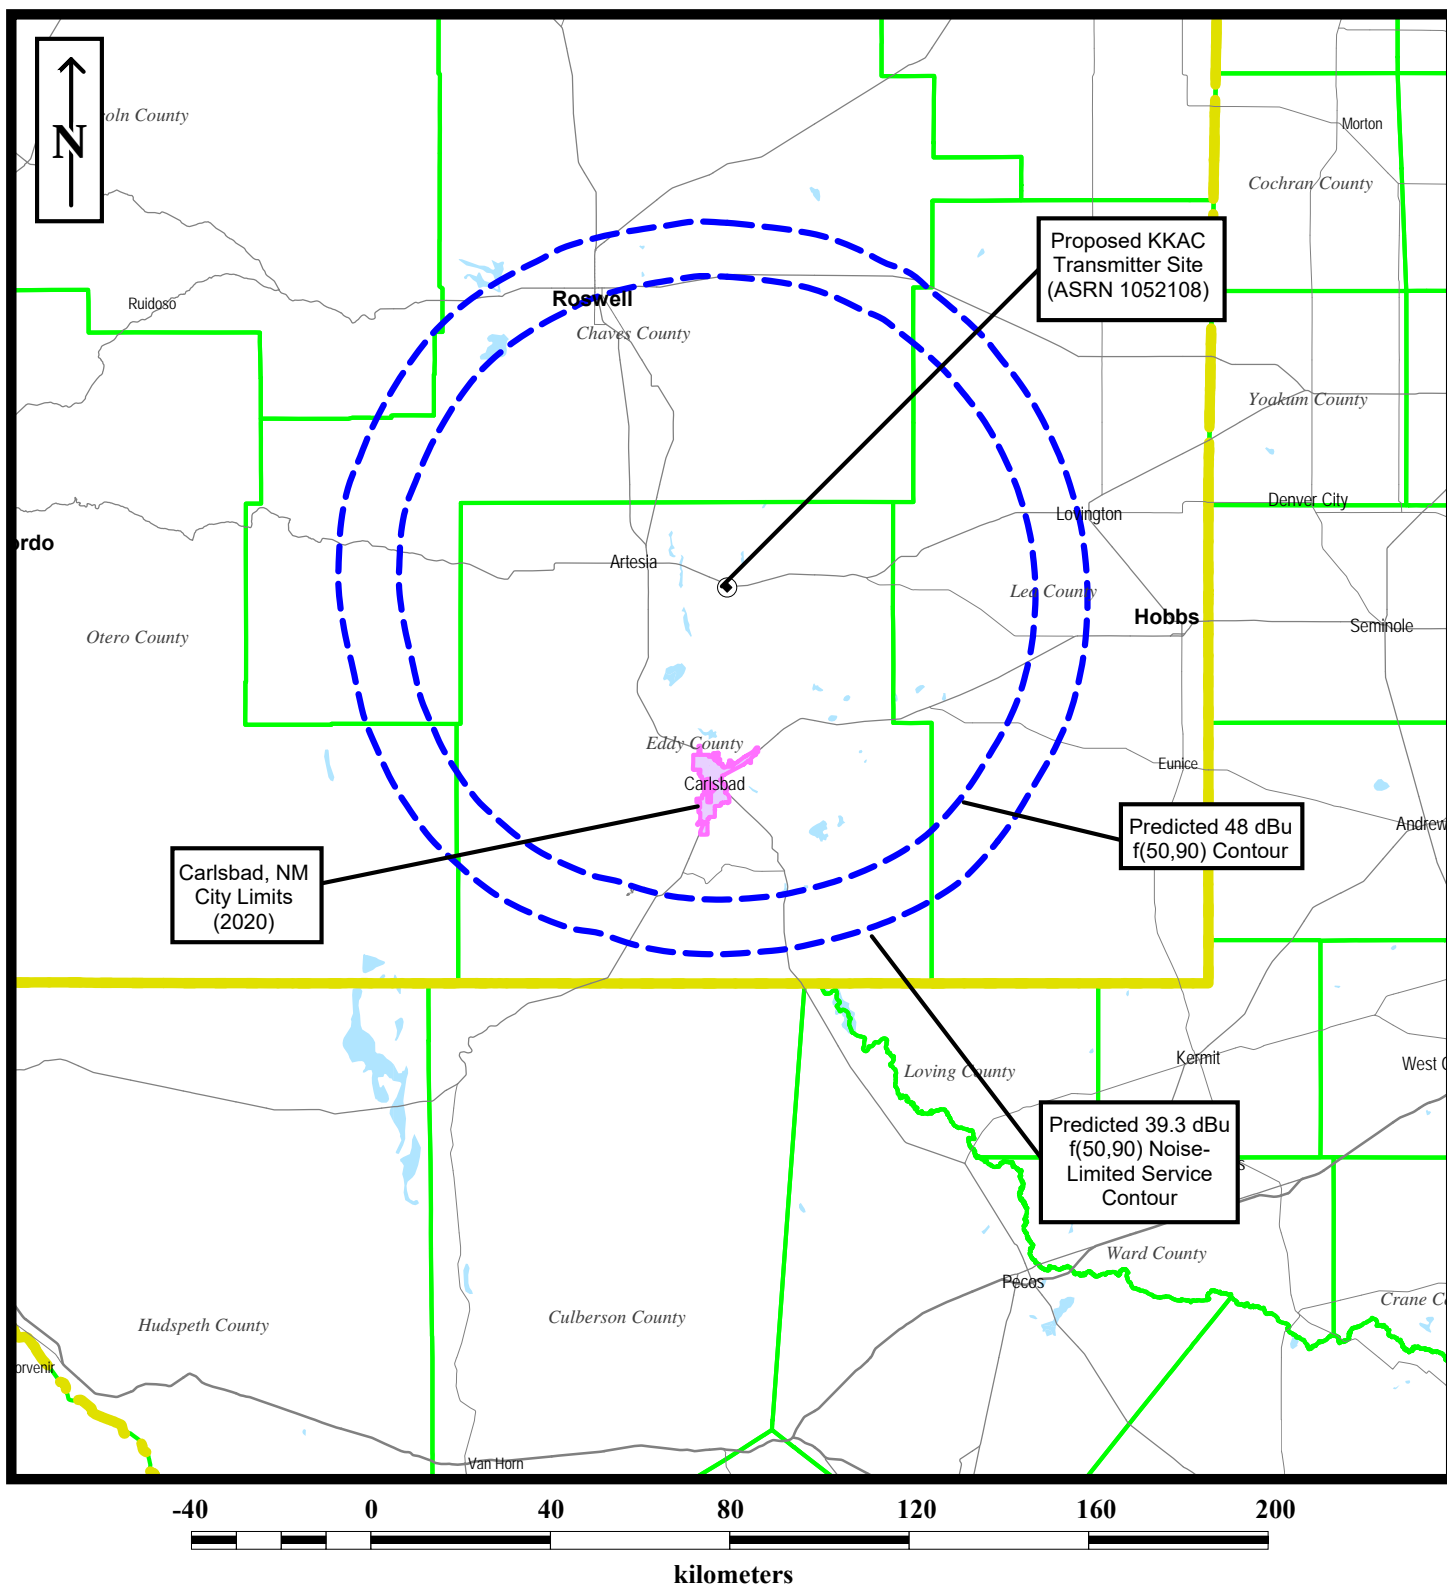 N
oln County
Morton
Cochran County
Proposed KKAC
Transmitter Site
(ASRN 1052108)
Ruidoso
Roswell
Chaves County
Yoakum County
Denver City
Lovington
ordo
Artesia
Lea County
Hobbs
Seminole
Otero County
Eddy County
Carlsbad
Eunice
Predicted 48 dBu
f(50,90) Contour
Andrew
Carlsbad, NM
City Limits
(2020)
Kermit
West O
Loving County
Predicted 39.3 dBu
f(50,90) Noise-
Limited Service
Contour
s
Ward County
Pecos
Crane Co
Culberson County
Hudspeth County
orvenir
Van Horn
-40 0 40 80 120 160 200
kilometers